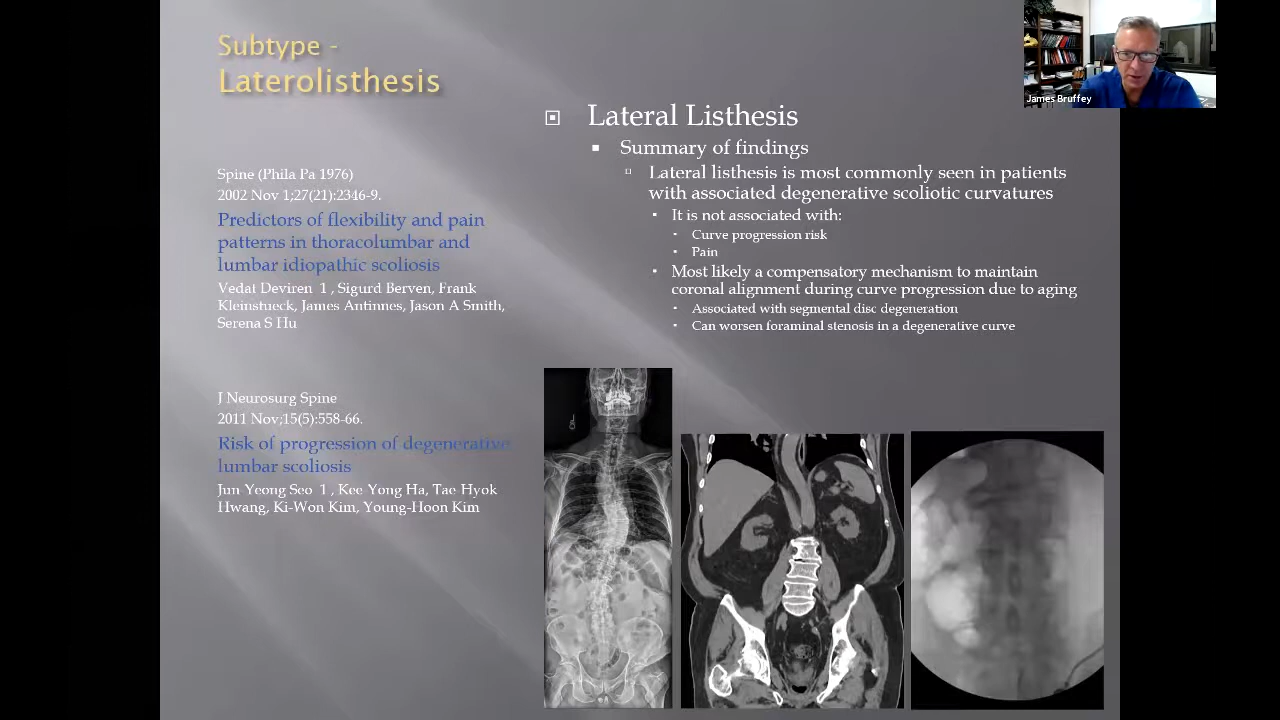 Subtype -
Laterolisthesis
Spine (Phila Pa 1976)
2002 Nov 1;27(21):2346-9.
Predictors of flexibility and pain
patterns in thoracolumbar and
lumbar idiopathic scoliosis
Vedat Deviren 1 , Sigurd Berven, Frank
Kleinstueck, James Antinnes, Jason A Smith,
Serena S Hu
J Neurosurg Spine
2011 Nov;15(5):558-66.
Risk of progression of degenerative
lumbar scoliosis
Jun Yeong Seo 1 , Kee Yong Ha, Tae Hyok
Hwang, Ki-Won Kim, Young-Hoon Kim
Lateral Listhesis
Summary of findings
Lateral listhesis is most commonly seen in patients
with associated degenerative scoliotic curvatures
It is not associated with:
Curve progression risk
Pain
Most likely a compensatory mechanism to maintain
coronal alignment during curve progression due to aging
Associated with segmental disc degeneration
Can worsen foraminal stenosis in a degenerative curve
James Bruffey